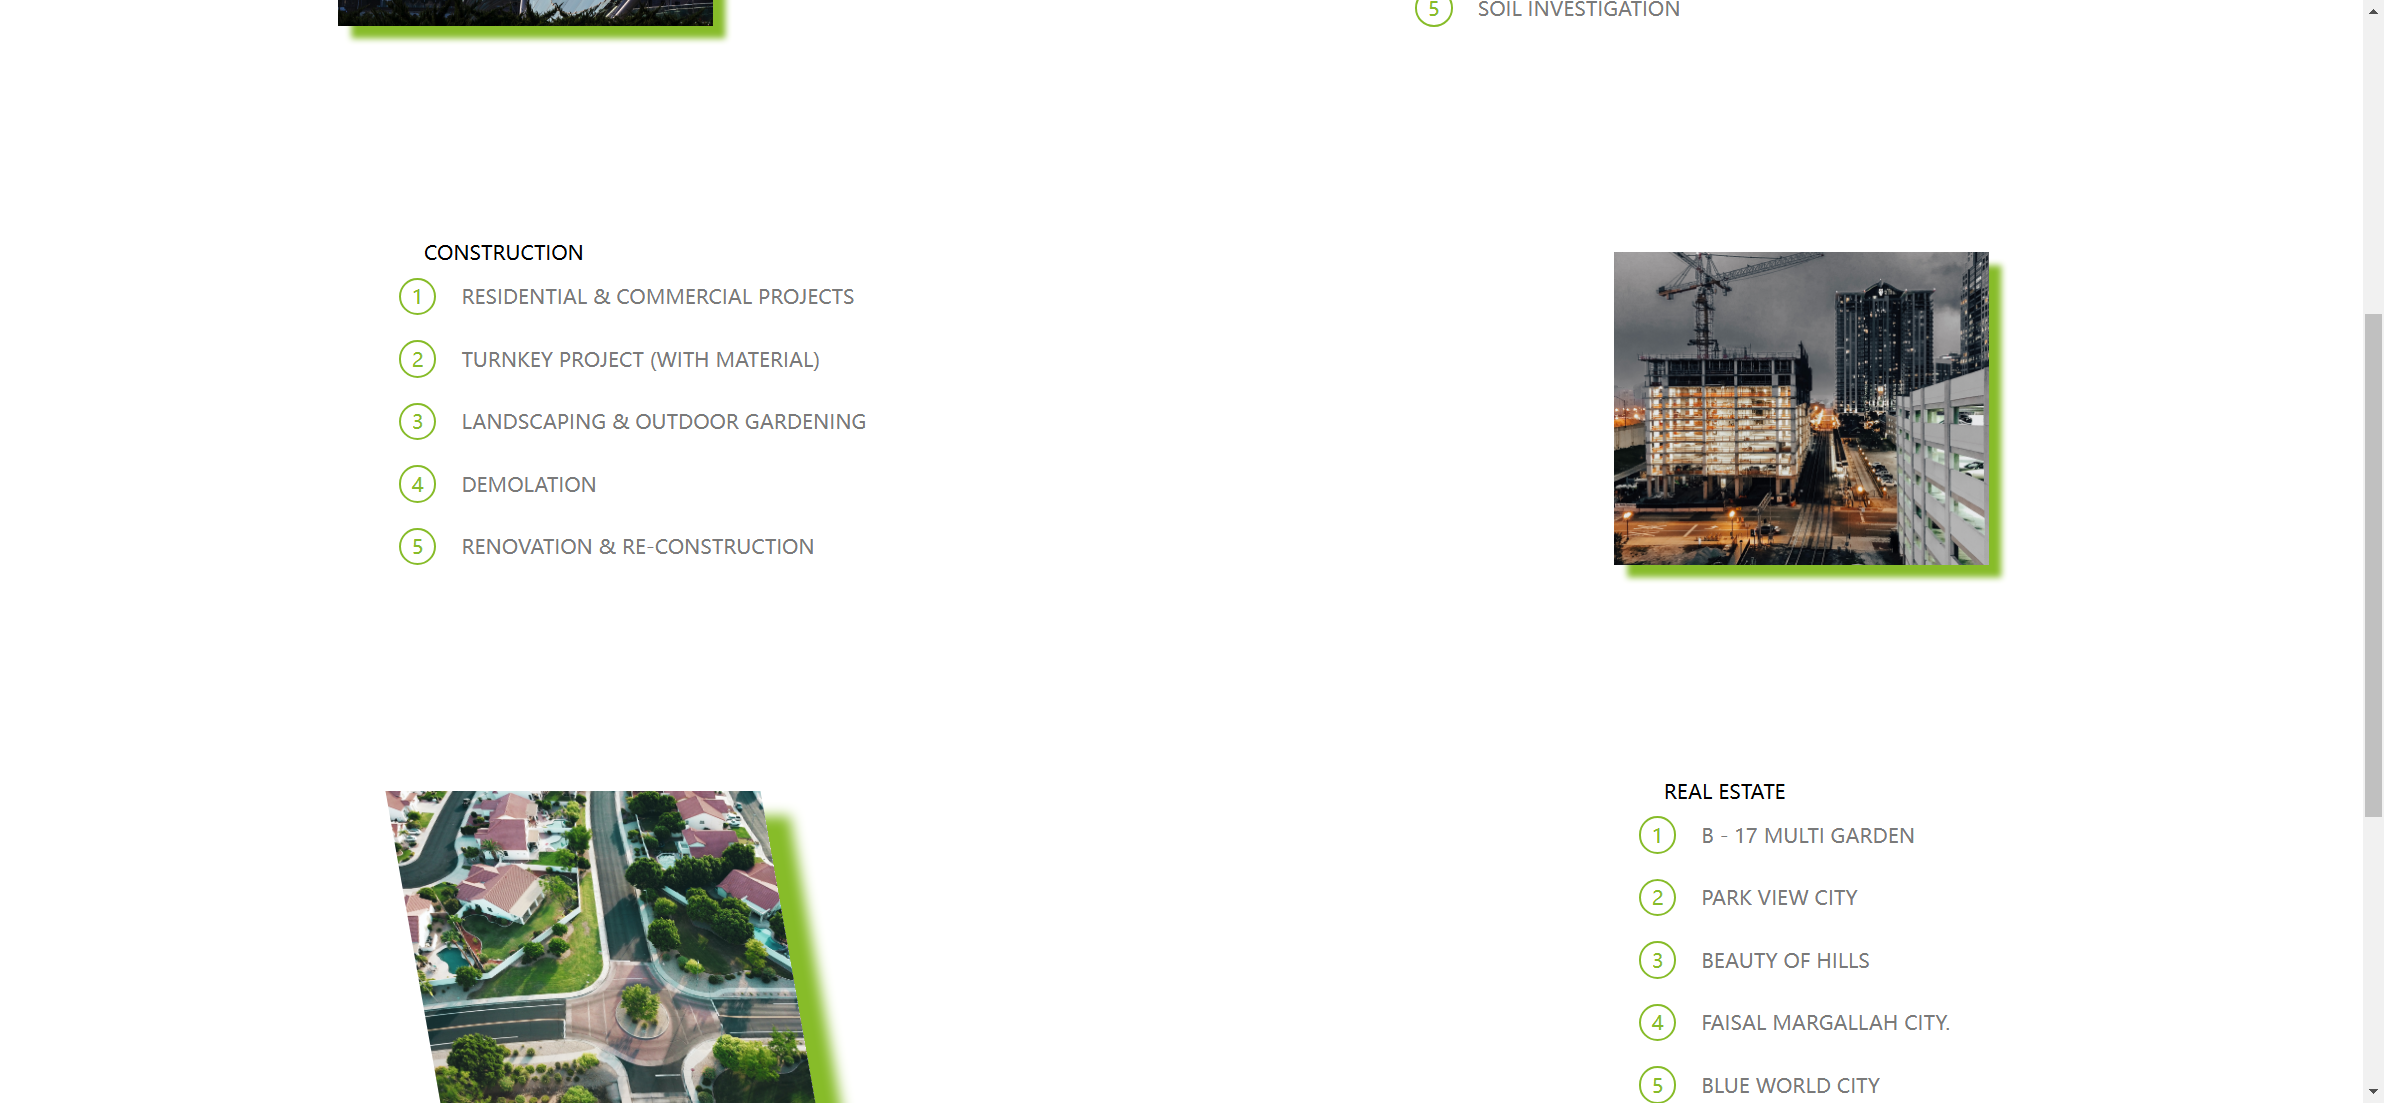 5 SOIL INVESTIGATION
CONSTRUCTION
1 RESIDENTIAL & COMMERCIAL PROJECTS
2 TURNKEY PROJECT (WITH MATERIAL)
3 LANDSCAPING & OUTDOOR GARDENING
4 DEMOLATION
5 RENOVATION & RE-CONSTRUCTION
REAL ESTATE
1 B - 17 MULTI GARDEN
2 PARK VIEW CITY
3 BEAUTY OF HILLS
4 FAISAL MARGALLAH CITY.
5 BLUE WORLD CITY